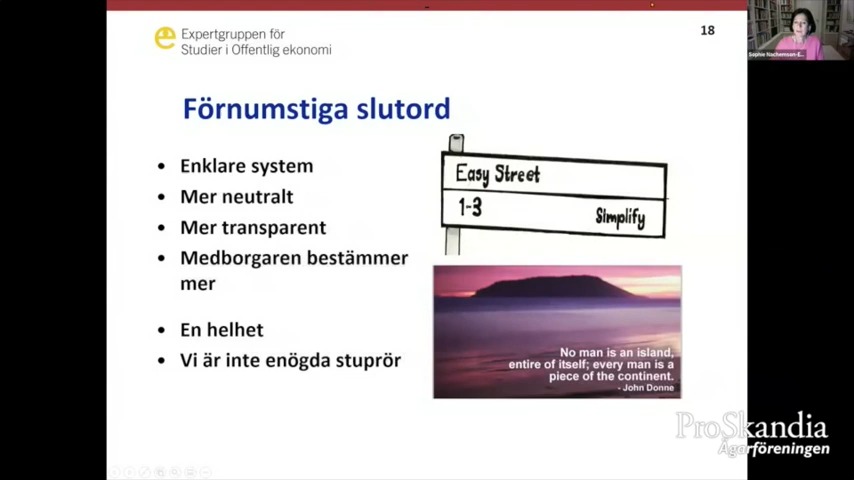 Expertgruppen för
Studier i Offentlig ekonomi
18
Förnumstiga slutord
• Enklare system
• Mer neutralt
• Mer transparent
• Medborgaren bestämmer
mer
• En helhet
• Vi är inte enögda stuprör
Easy Street
1-3 Simplify
No man is an island,
entire of itself; every man is a
piece of the continent.
- John Donne
ProSkandia
Ägarföreningen